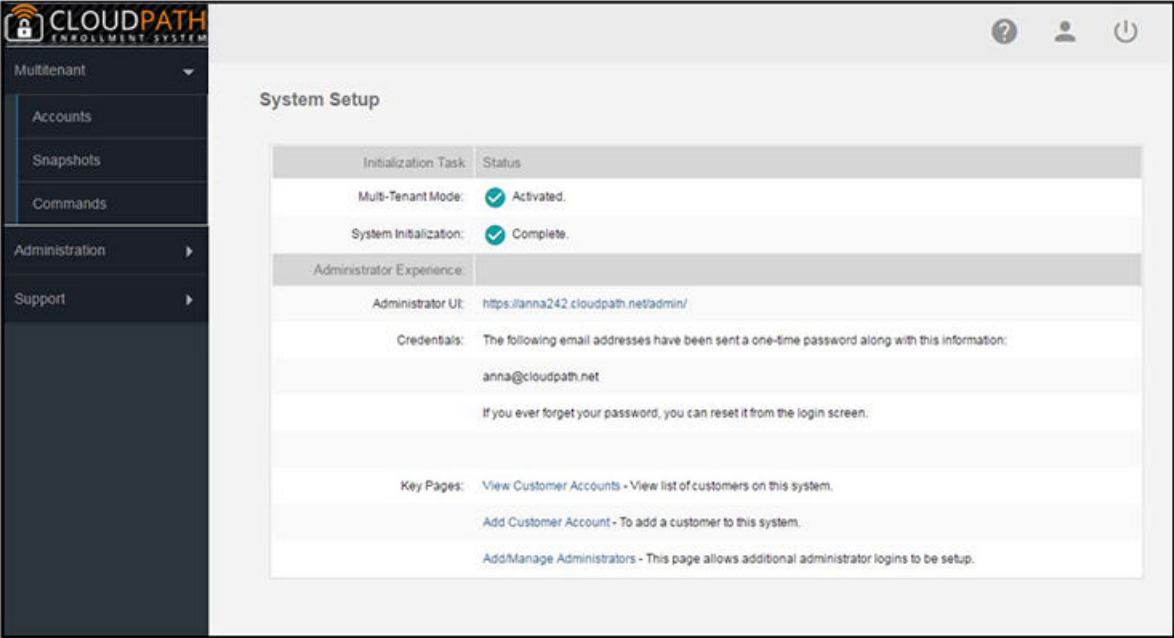 CLOUDPATH
ENROLLMENT SYSTEM
Multitenant
Accounts
Snapshots
Commands
Administration
Support
System Setup
Initialization Task Status
Multi-Tenant Mode: Activated.
System Initialization: Complete.
Administrator Experience:
Administrator UI: https://anna242.cloudpath.net/admin/
Credentials: The following email addresses have been sent a one-time password along with this information:
anna@cloudpath.net
If you ever forget your password, you can reset it from the login screen.
Key Pages: View Customer Accounts - View list of customers on this system.
Add Customer Account - To add a customer to this system.
Add/Manage Administrators - This page allows additional administrator logins to be setup.